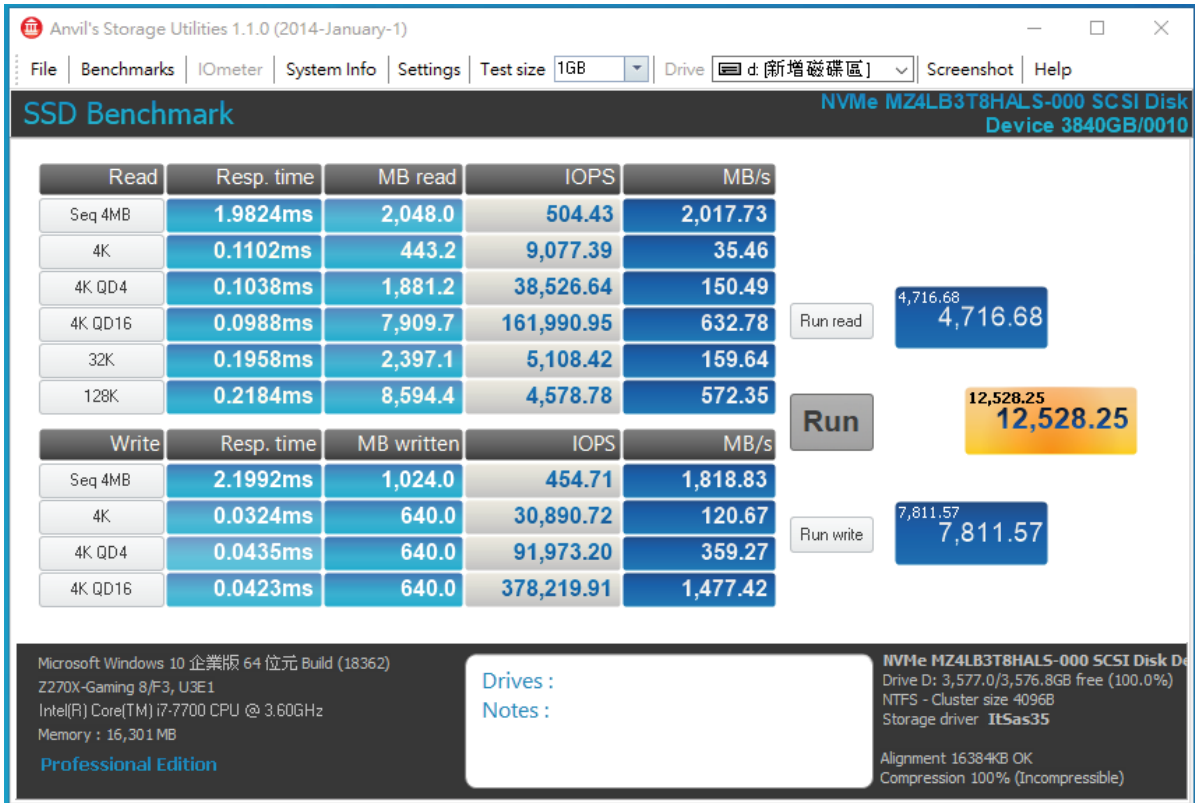 Anvil's Storage Utilities 1.1.0 (2014-January-1)
File Benchmarks IOmeter System Info Settings Test size 1GB Drive d: [新增磁碟區] Screenshot Help
SSD Benchmark
NVMe MZ4LB3T8HALS-000 SCSI Disk
Device 3840GB/0010
Read Resp. time MB read IOPS MB/s
Seq 4MB 1.9824ms 2,048.0 504.43 2,017.73
4K 0.1102ms 443.2 9,077.39 35.46
4K QD4 0.1038ms 1,881.2 38,526.64 150.49
4K QD16 0.0988ms 7,909.7 161,990.95 632.78
32K 0.1958ms 2,397.1 5,108.42 159.64
128K 0.2184ms 8,594.4 4,578.78 572.35
Run read
4,716.68
4,716.68
Run
12,528.25
12,528.25
Write Resp. time MB written IOPS MB/s
Seq 4MB 2.1992ms 1,024.0 454.71 1,818.83
4K 0.0324ms 640.0 30,890.72 120.67
4K QD4 0.0435ms 640.0 91,973.20 359.27
4K QD16 0.0423ms 640.0 378,219.91 1,477.42
Run write
7,811.57
7,811.57
Microsoft Windows 10 企業版 64 位元 Build (18362)
Z270X-Gaming 8/F3, U3E1
Intel(R) Core(TM) i7-7700 CPU @ 3.60GHz
Memory : 16,301 MB
Professional Edition
Drives :
Notes :
NVMe MZ4LB3T8HALS-000 SCSI Disk De
Drive D: 3,577.0/3,576.8GB free (100.0%)
NTFS - Cluster size 4096B
Storage driver ItSas35
Alignment 16384KB OK
Compression 100% (Incompressible)